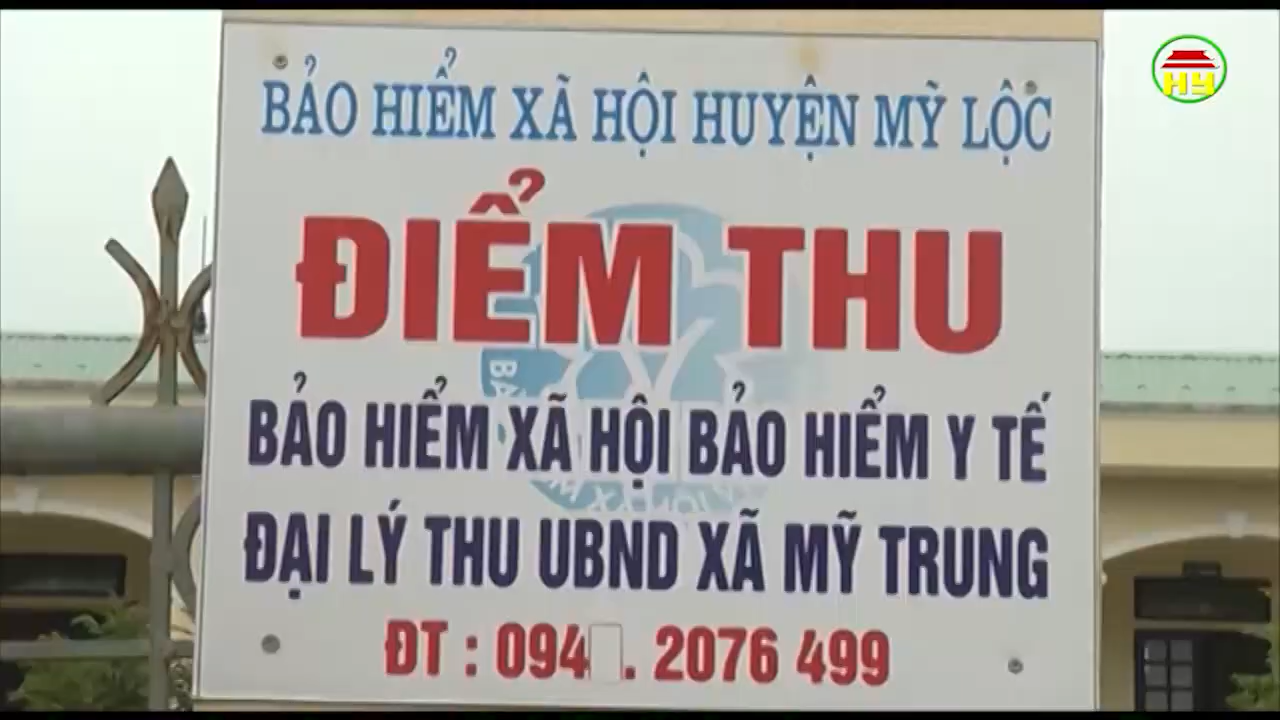 HY
BẢO HIỂM XÃ HỘI HUYỆN MỸ LỘC
ĐIỂM THU
BẢO HIỂM XÃ HỘI BẢO HIỂM Y TẾ
ĐẠI LÝ THU UBND XÃ MỸ TRUNG
ĐT : 094 . 2076 499